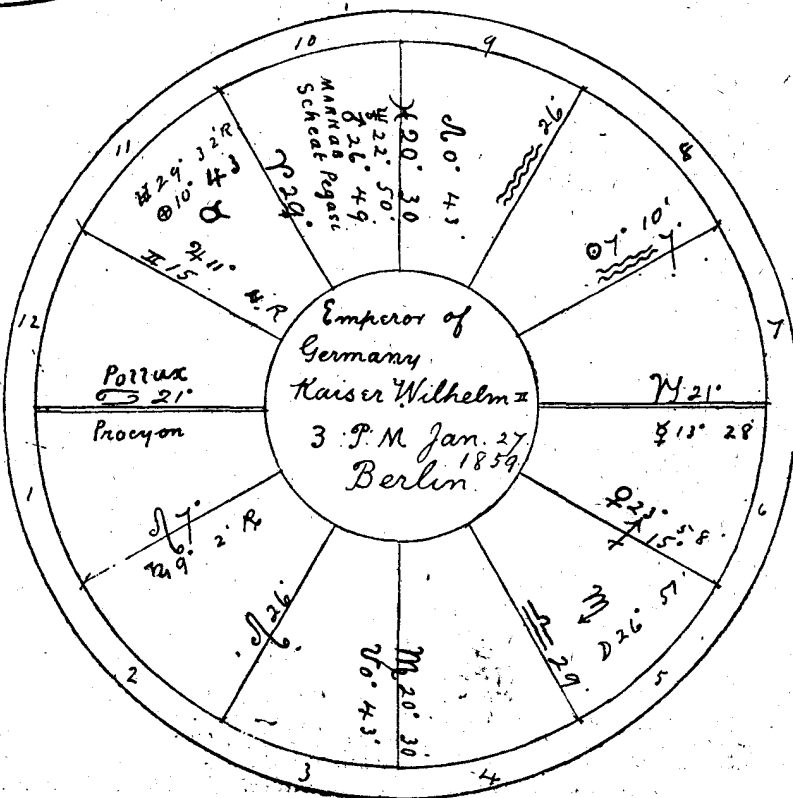 Emperor of
Germany
Kaiser Wilhelm II
3 P.M Jan. 27
1859
Berlin
10
♓ 20° 30
♆ 22° 50'
♂ 26° 49'
MARKAB
Scheat Pegasi
♈ 29°
11
♅ 29° 32' R
⊕ 10° 43
♉
♃ 11°
♊ 15
12
Pollux
♋ 21°
Procyon
1
♌ 7°
♄ 9° 2' R
2
♌ 26'
3
♍ 20° 30'
☋ 0° 43'
4
♎ 29
5
♏
☽ 26° 51'
6
♀ 23° 58
♐ 15°
☿ 13° 28
♑ 21°
7
☉ 7° 10'
♒ 7°
8
♒ 26°
9
☊ 0° 43'